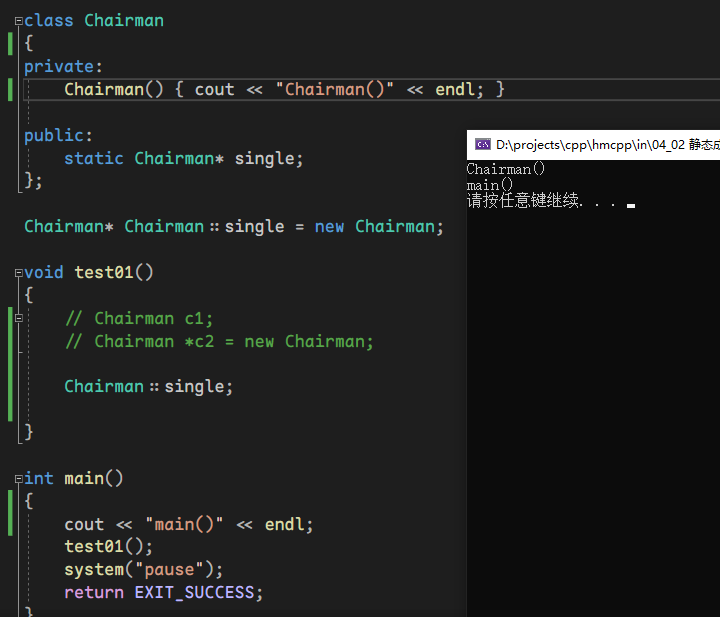 class Chairman
{
private:
    Chairman() { cout << "Chairman()" << endl; }
public:
    static Chairman* single;
};
Chairman* Chairman::single = new Chairman;
void test01()
{
    // Chairman c1;
    // Chairman *c2 = new Chairman;
    Chairman::single;
}
int main()
{
    cout << "main()" << endl;
    test01();
    system("pause");
    return EXIT_SUCCESS;
}
D:\projects\cpp\hmcpp\in\04_02 静态成
Chairman()
main()
请按任意键继续. . .